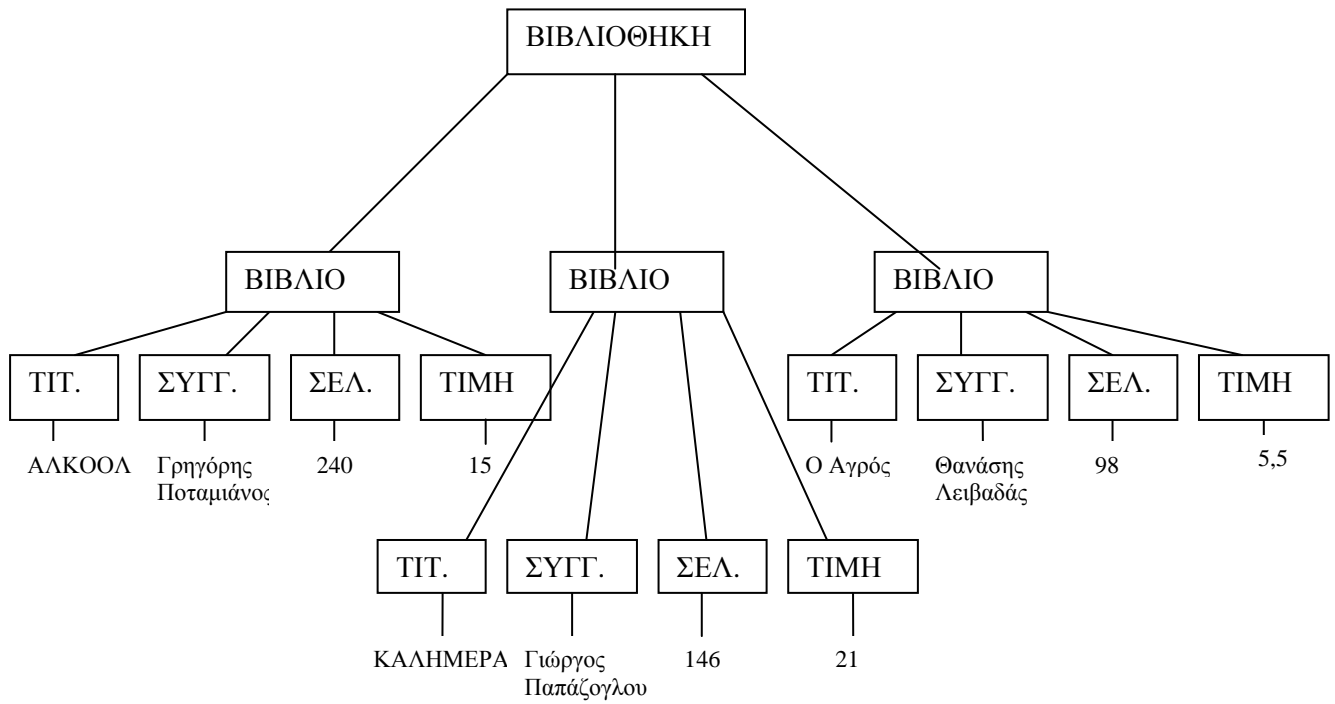 ΒΙΒΛΙΟΘΗΚΗ
ΒΙΒΛΙΟ
ΒΙΒΛΙΟ
ΒΙΒΛΙΟ
ΤΙΤ.
ΣΥΓΓ.
ΣΕΛ.
ΤΙΜΗ
ΤΙΤ.
ΣΥΓΓ.
ΣΕΛ.
ΤΙΜΗ
ΑΛΚΟΟΛ
Γρηγόρης
Ποταμιάνος
240
15
Ο Αγρός
Θανάσης
Λειβαδάς
98
5,5
ΤΙΤ.
ΣΥΓΓ.
ΣΕΛ.
ΤΙΜΗ
ΚΑΛΗΜΕΡΑ
Γιώργος
Παπάζογλου
146
21